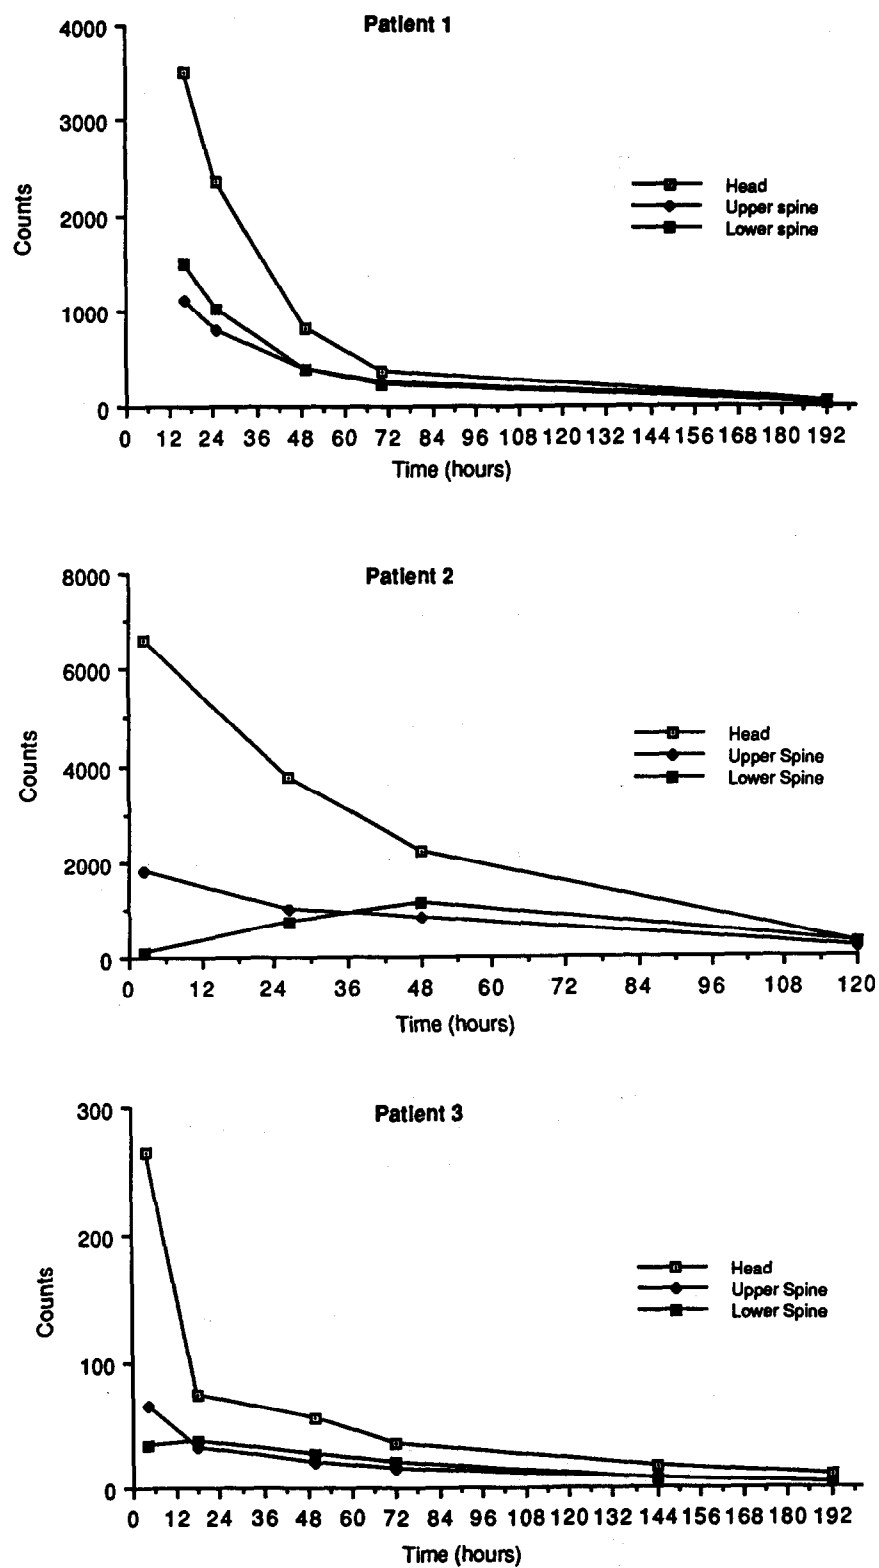 Patient 1
4000
3000
2000
1000
0
Counts
Head
Upper spine
Lower spine
0 12 24 36 48 60 72 84 96 108 120 132 144 156 168 180 192
Time (hours)
Patient 2
8000
6000
4000
2000
0
Counts
Head
Upper Spine
Lower Spine
0 12 24 36 48 60 72 84 96 108 120
Time (hours)
Patient 3
300
200
100
0
Counts
Head
Upper Spine
Lower Spine
0 12 24 36 48 60 72 84 96 108 120 132 144 156 168 180 192
Time (hours)